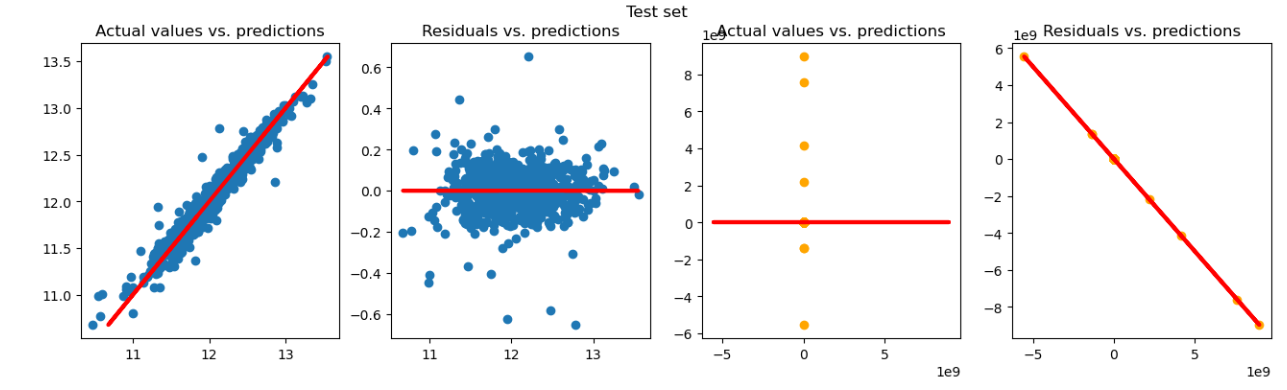 Test set
Actual values vs. predictions
Residuals vs. predictions
1e9
Actual values vs. predictions
1e9
Residuals vs. predictions
13.5
13.0
12.5
12.0
11.5
11.0
11 12 13
0.6
0.4
0.2
0.0
−0.2
−0.4
−0.6
11 12 13
8
6
4
2
0
−2
−4
−6
−5 0 5
1e9
6
4
2
0
−2
−4
−6
−8
−5 0 5
1e9